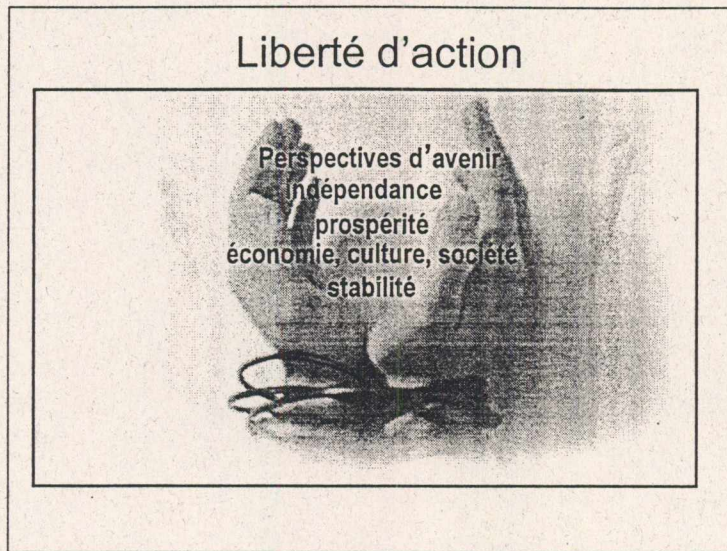 Liberté d'action
Perspectives d'avenir
Indépendance
prospérité
économie, culture, société
stabilité